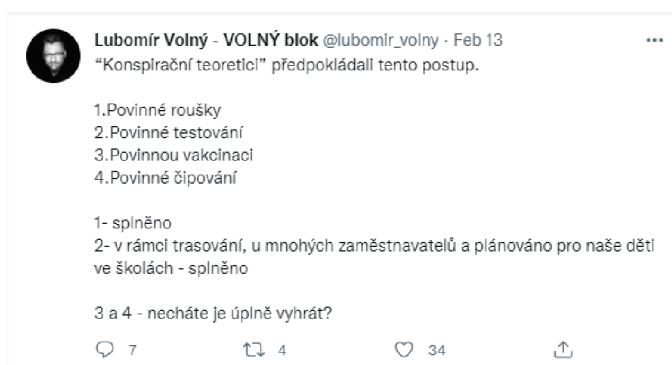 Lubomír Volný - VOLNÝ blok @lubomir_volny · Feb 13
“Konspirační teoretici” předpokládali tento postup.
1.Povinné roušky
2.Povinné testování
3.Povinnou vakcinaci
4.Povinné čipování
1- splněno
2- v rámci trasování, u mnohých zaměstnavatelů a plánováno pro naše děti
ve školách - splněno
3 a 4 - necháte je úplně vyhrát?
7 4 34